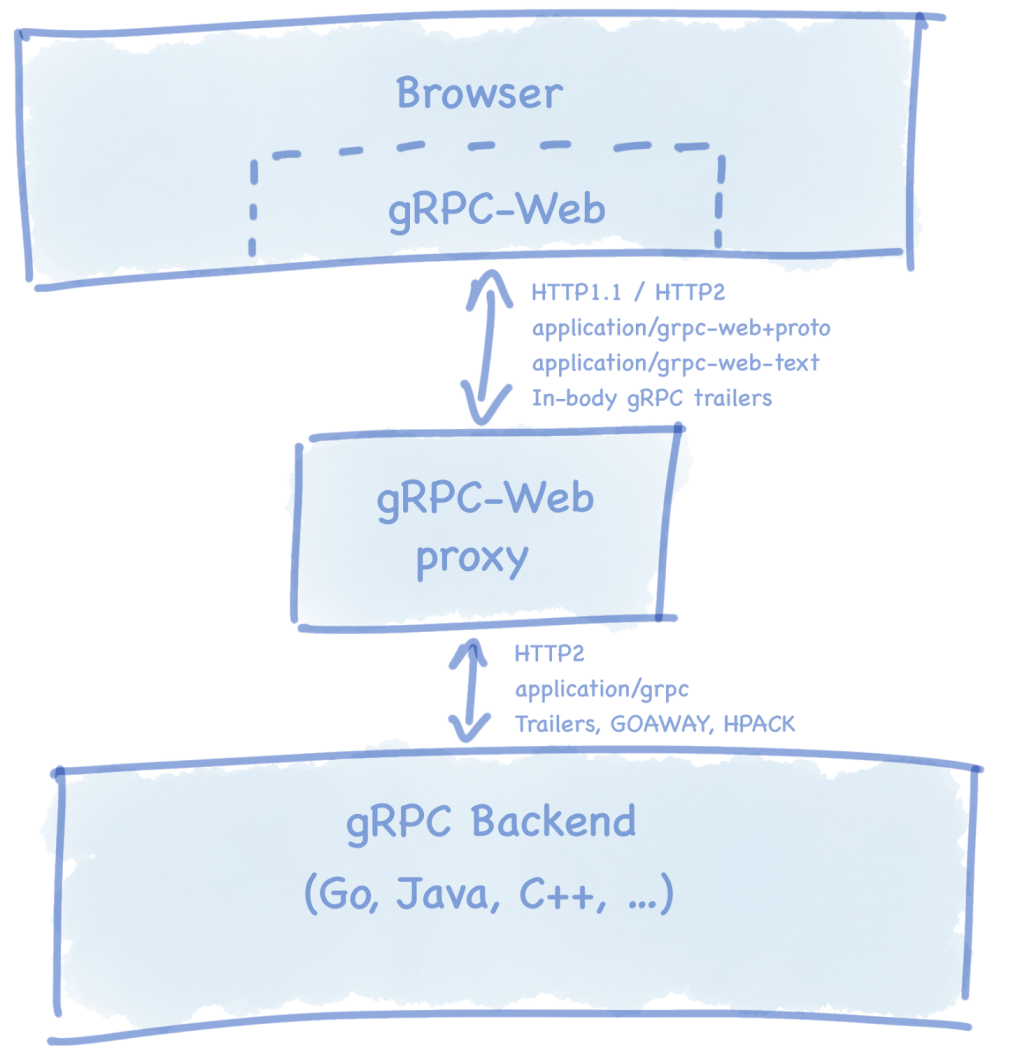 Browser
gRPC-Web
HTTP1.1 / HTTP2
application/grpc-web+proto
application/grpc-web-text
In-body gRPC trailers
gRPC-Web
proxy
HTTP2
application/grpc
Trailers, GOAWAY, HPACK
gRPC Backend
(Go, Java, C++, ...)